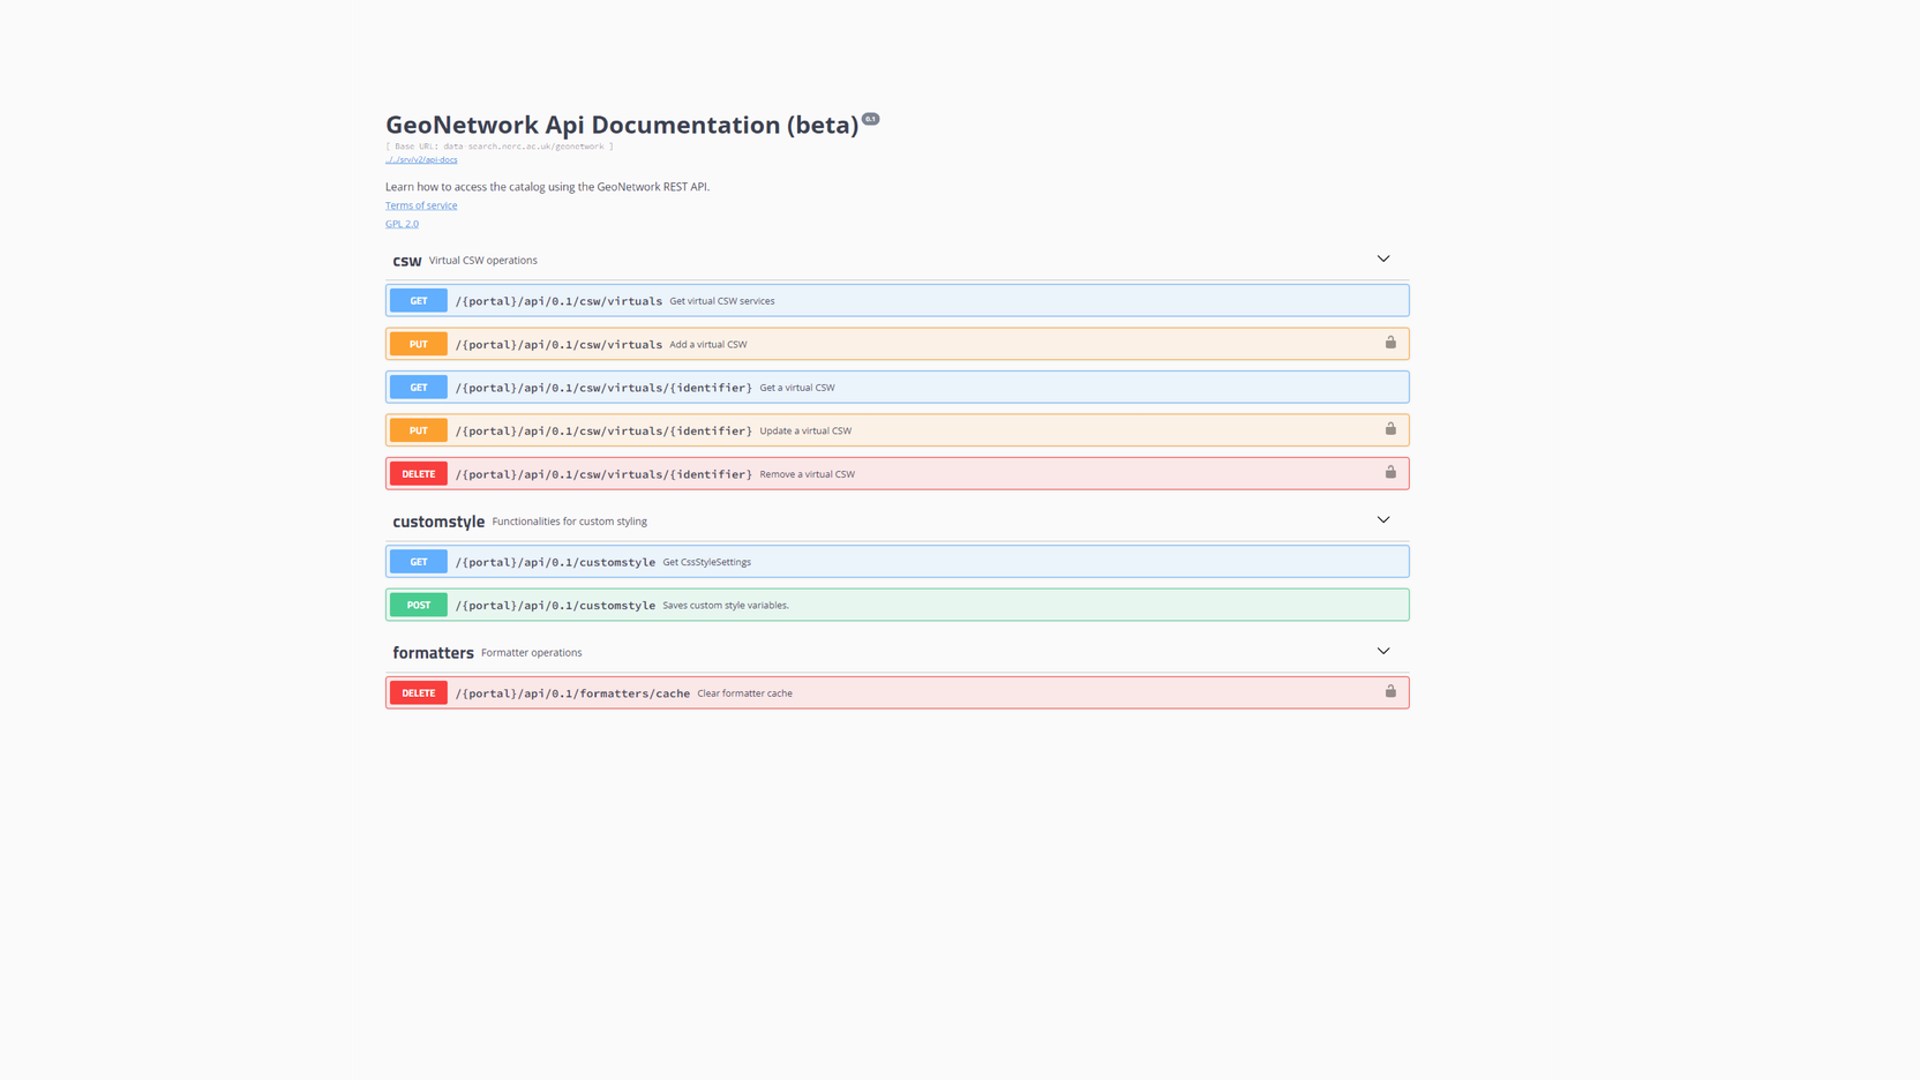 GeoNetwork Api Documentation (beta) 0.1
[ Base URL: data-search.nerc.ac.uk/geonetwork ]
../../srv/v2/api-docs
Learn how to access the catalog using the GeoNetwork REST API.
Terms of service
GPL 2.0
csw Virtual CSW operations
GET /{portal}/api/0.1/csw/virtuals Get virtual CSW services
PUT /{portal}/api/0.1/csw/virtuals Add a virtual CSW
GET /{portal}/api/0.1/csw/virtuals/{identifier} Get a virtual CSW
PUT /{portal}/api/0.1/csw/virtuals/{identifier} Update a virtual CSW
DELETE /{portal}/api/0.1/csw/virtuals/{identifier} Remove a virtual CSW
customstyle Functionalities for custom styling
GET /{portal}/api/0.1/customstyle Get CssStyleSettings
POST /{portal}/api/0.1/customstyle Saves custom style variables.
formatters Formatter operations
DELETE /{portal}/api/0.1/formatters/cache Clear formatter cache